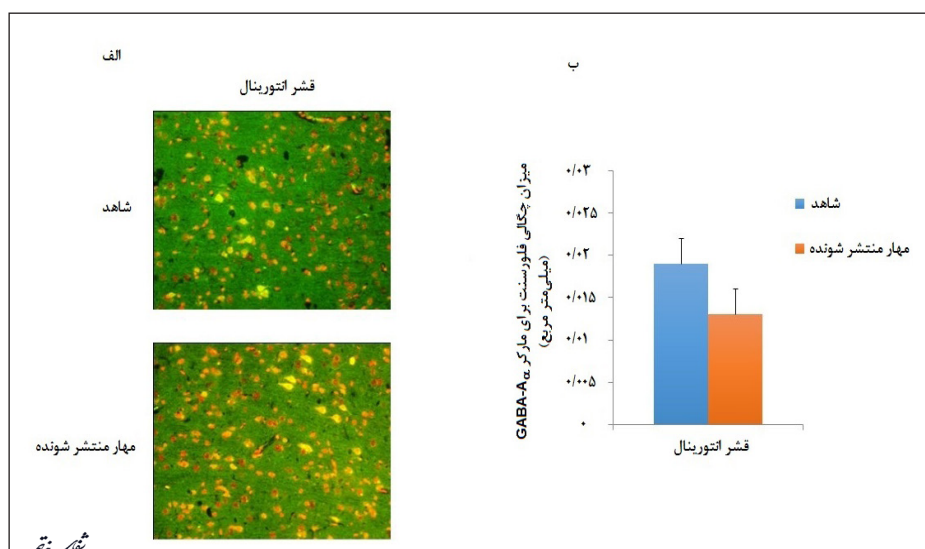 الف
قشر انتورینال
شاهد
مهار منتشر شونده
ب
میزان چگالی فلورسنت برای مارکر GABA-Aα
(میلی‌متر مربع)
۰/۰۳
۰/۰۲۵
۰/۰۲
۰/۰۱۵
۰/۰۱
۰/۰۰۵
۰
قشر انتورینال
شاهد
مهار منتشر شونده